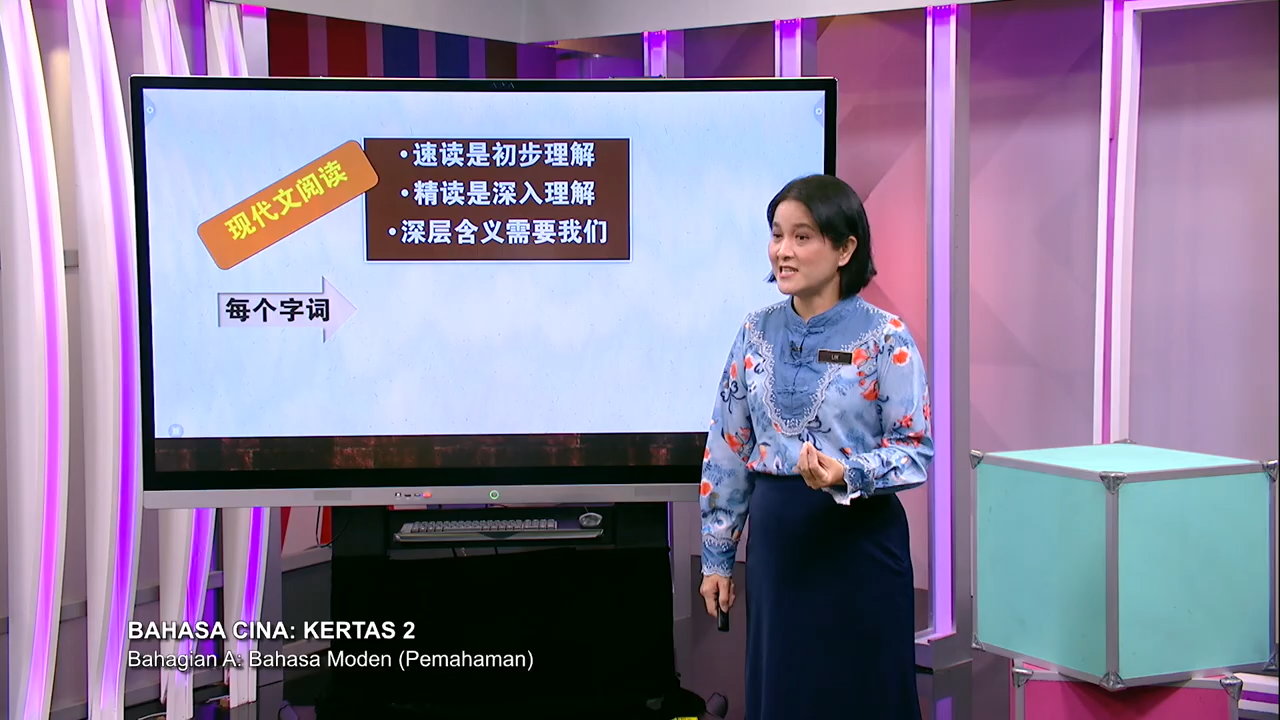 现代文阅读
•速读是初步理解
•精读是深入理解
•深层含义需要我们
每个字词
BAHASA CINA: KERTAS 2
Bahagian A: Bahasa Moden (Pemahaman)